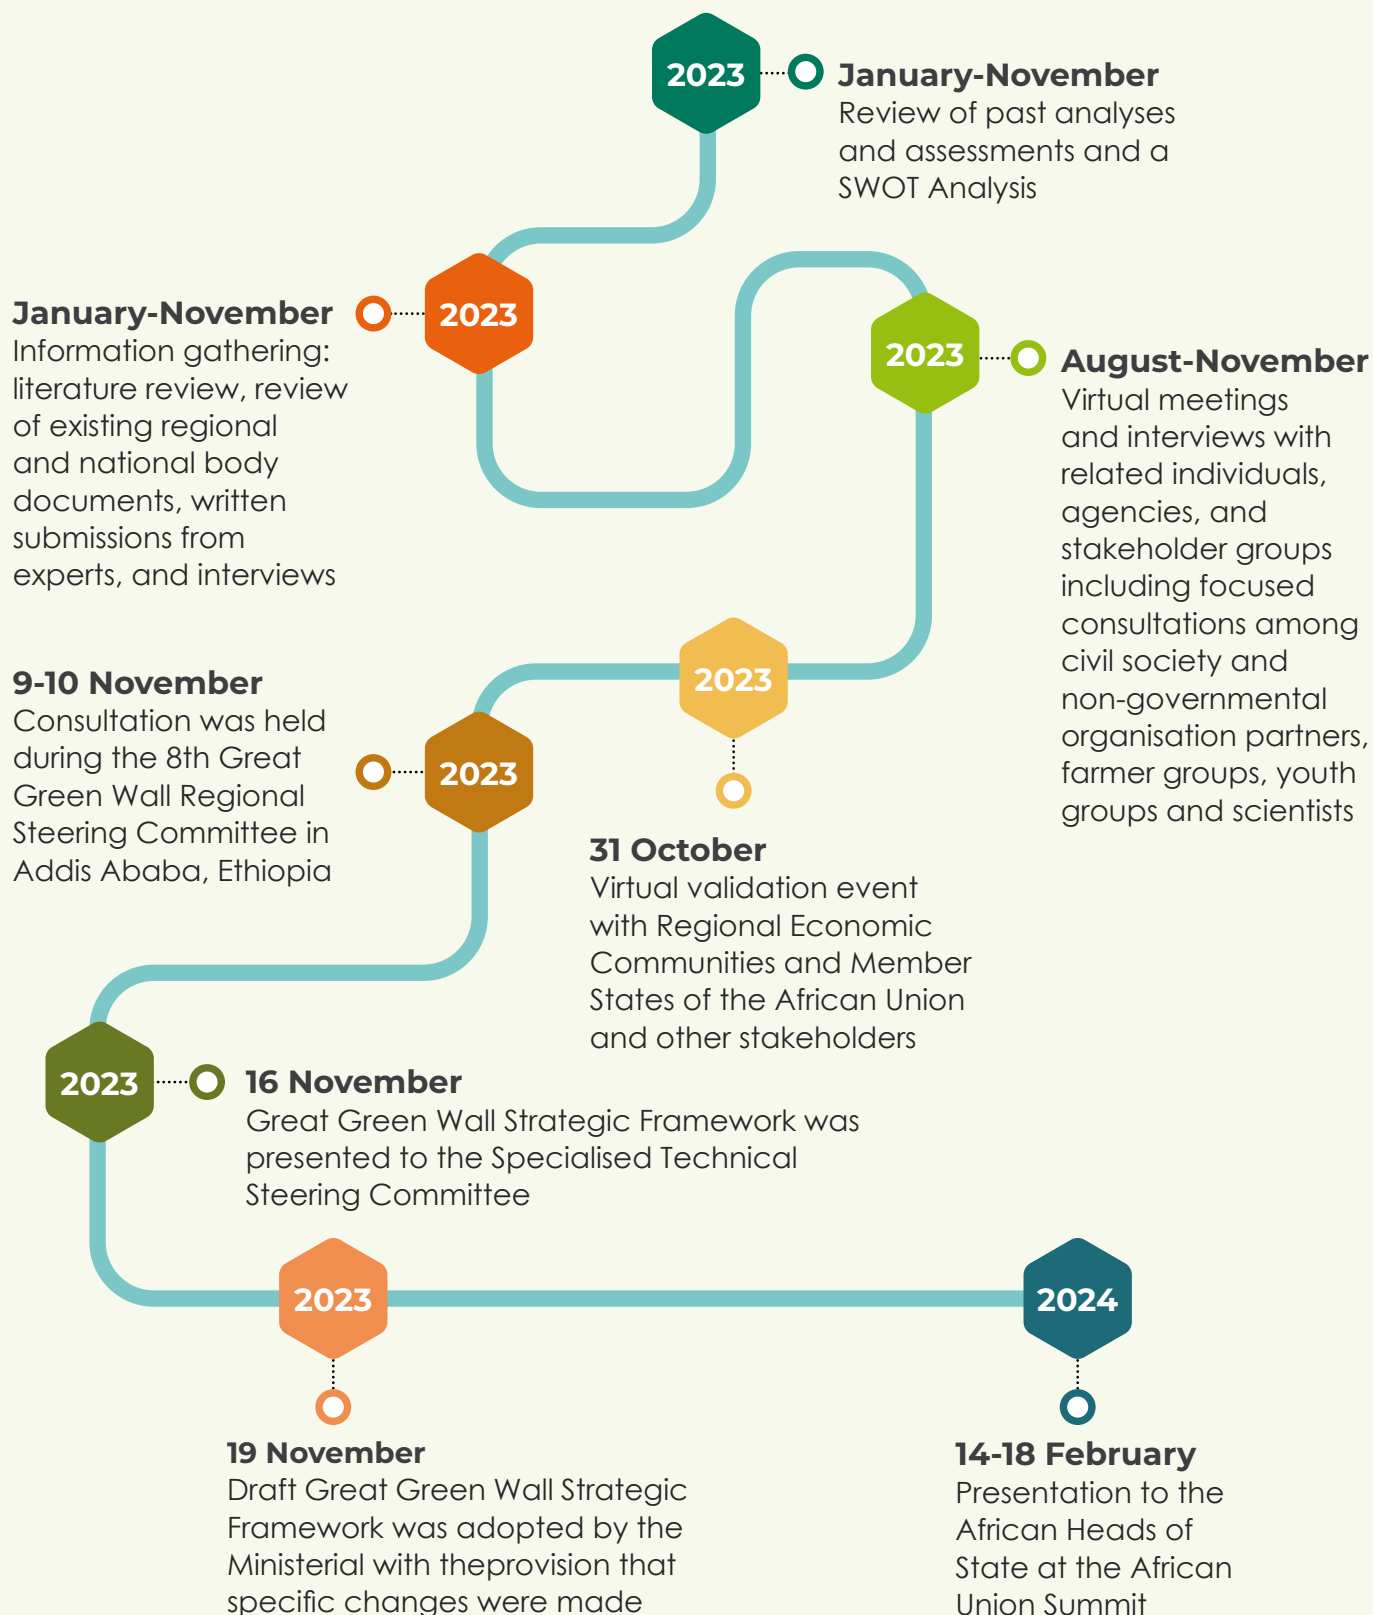 2023
January-November
Review of past analyses
and assessments and a
SWOT Analysis
2023
January-November
Information gathering:
literature review, review
of existing regional
and national body
documents, written
submissions from
experts, and interviews
2023
August-November
Virtual meetings
and interviews with
related individuals,
agencies, and
stakeholder groups
including focused
consultations among
civil society and
non-governmental
organisation partners,
farmer groups, youth
groups and scientists
2023
31 October
Virtual validation event
with Regional Economic
Communities and Member
States of the African Union
and other stakeholders
2023
9-10 November
Consultation was held
during the 8th Great
Green Wall Regional
Steering Committee in
Addis Ababa, Ethiopia
2023
16 November
Great Green Wall Strategic Framework was
presented to the Specialised Technical
Steering Committee
2023
19 November
Draft Great Green Wall Strategic
Framework was adopted by the
Ministerial with theprovision that
specific changes were made
2024
14-18 February
Presentation to the
African Heads of
State at the African
Union Summit